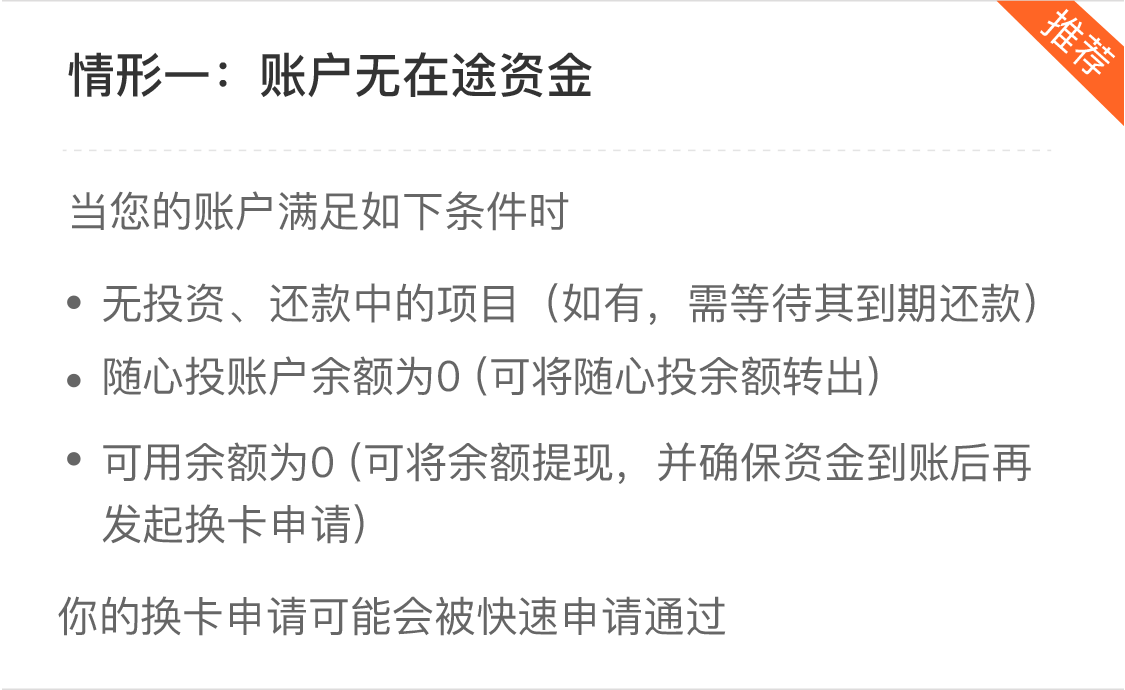 推荐
情形一：账户无在途资金
当您的账户满足如下条件时
• 无投资、还款中的项目（如有，需等待其到期还款）
• 随心投账户余额为0 (可将随心投余额转出)
• 可用余额为0 (可将余额提现，并确保资金到账后再
发起换卡申请)
你的换卡申请可能会被快速申请通过